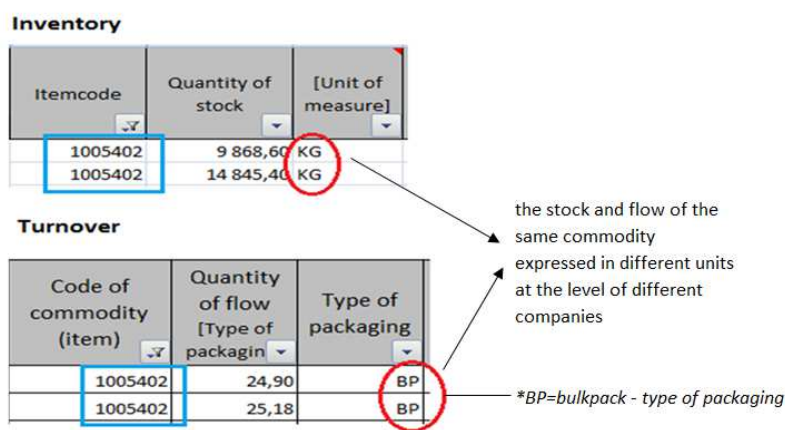 Inventory
Itemcode
Quantity of
stock
[Unit of
measure]
1005402 9 868,60 KG
1005402 14 845,40 KG
the stock and flow of the
same commodity
expressed in different units
at the level of different
companies
Turnover
Code of
commodity
(item)
Quantity
of flow
[Type of
packagin
Type of
packaging
1005402 24,90 BP
1005402 25,18 BP
*BP=bulkpack - type of packaging